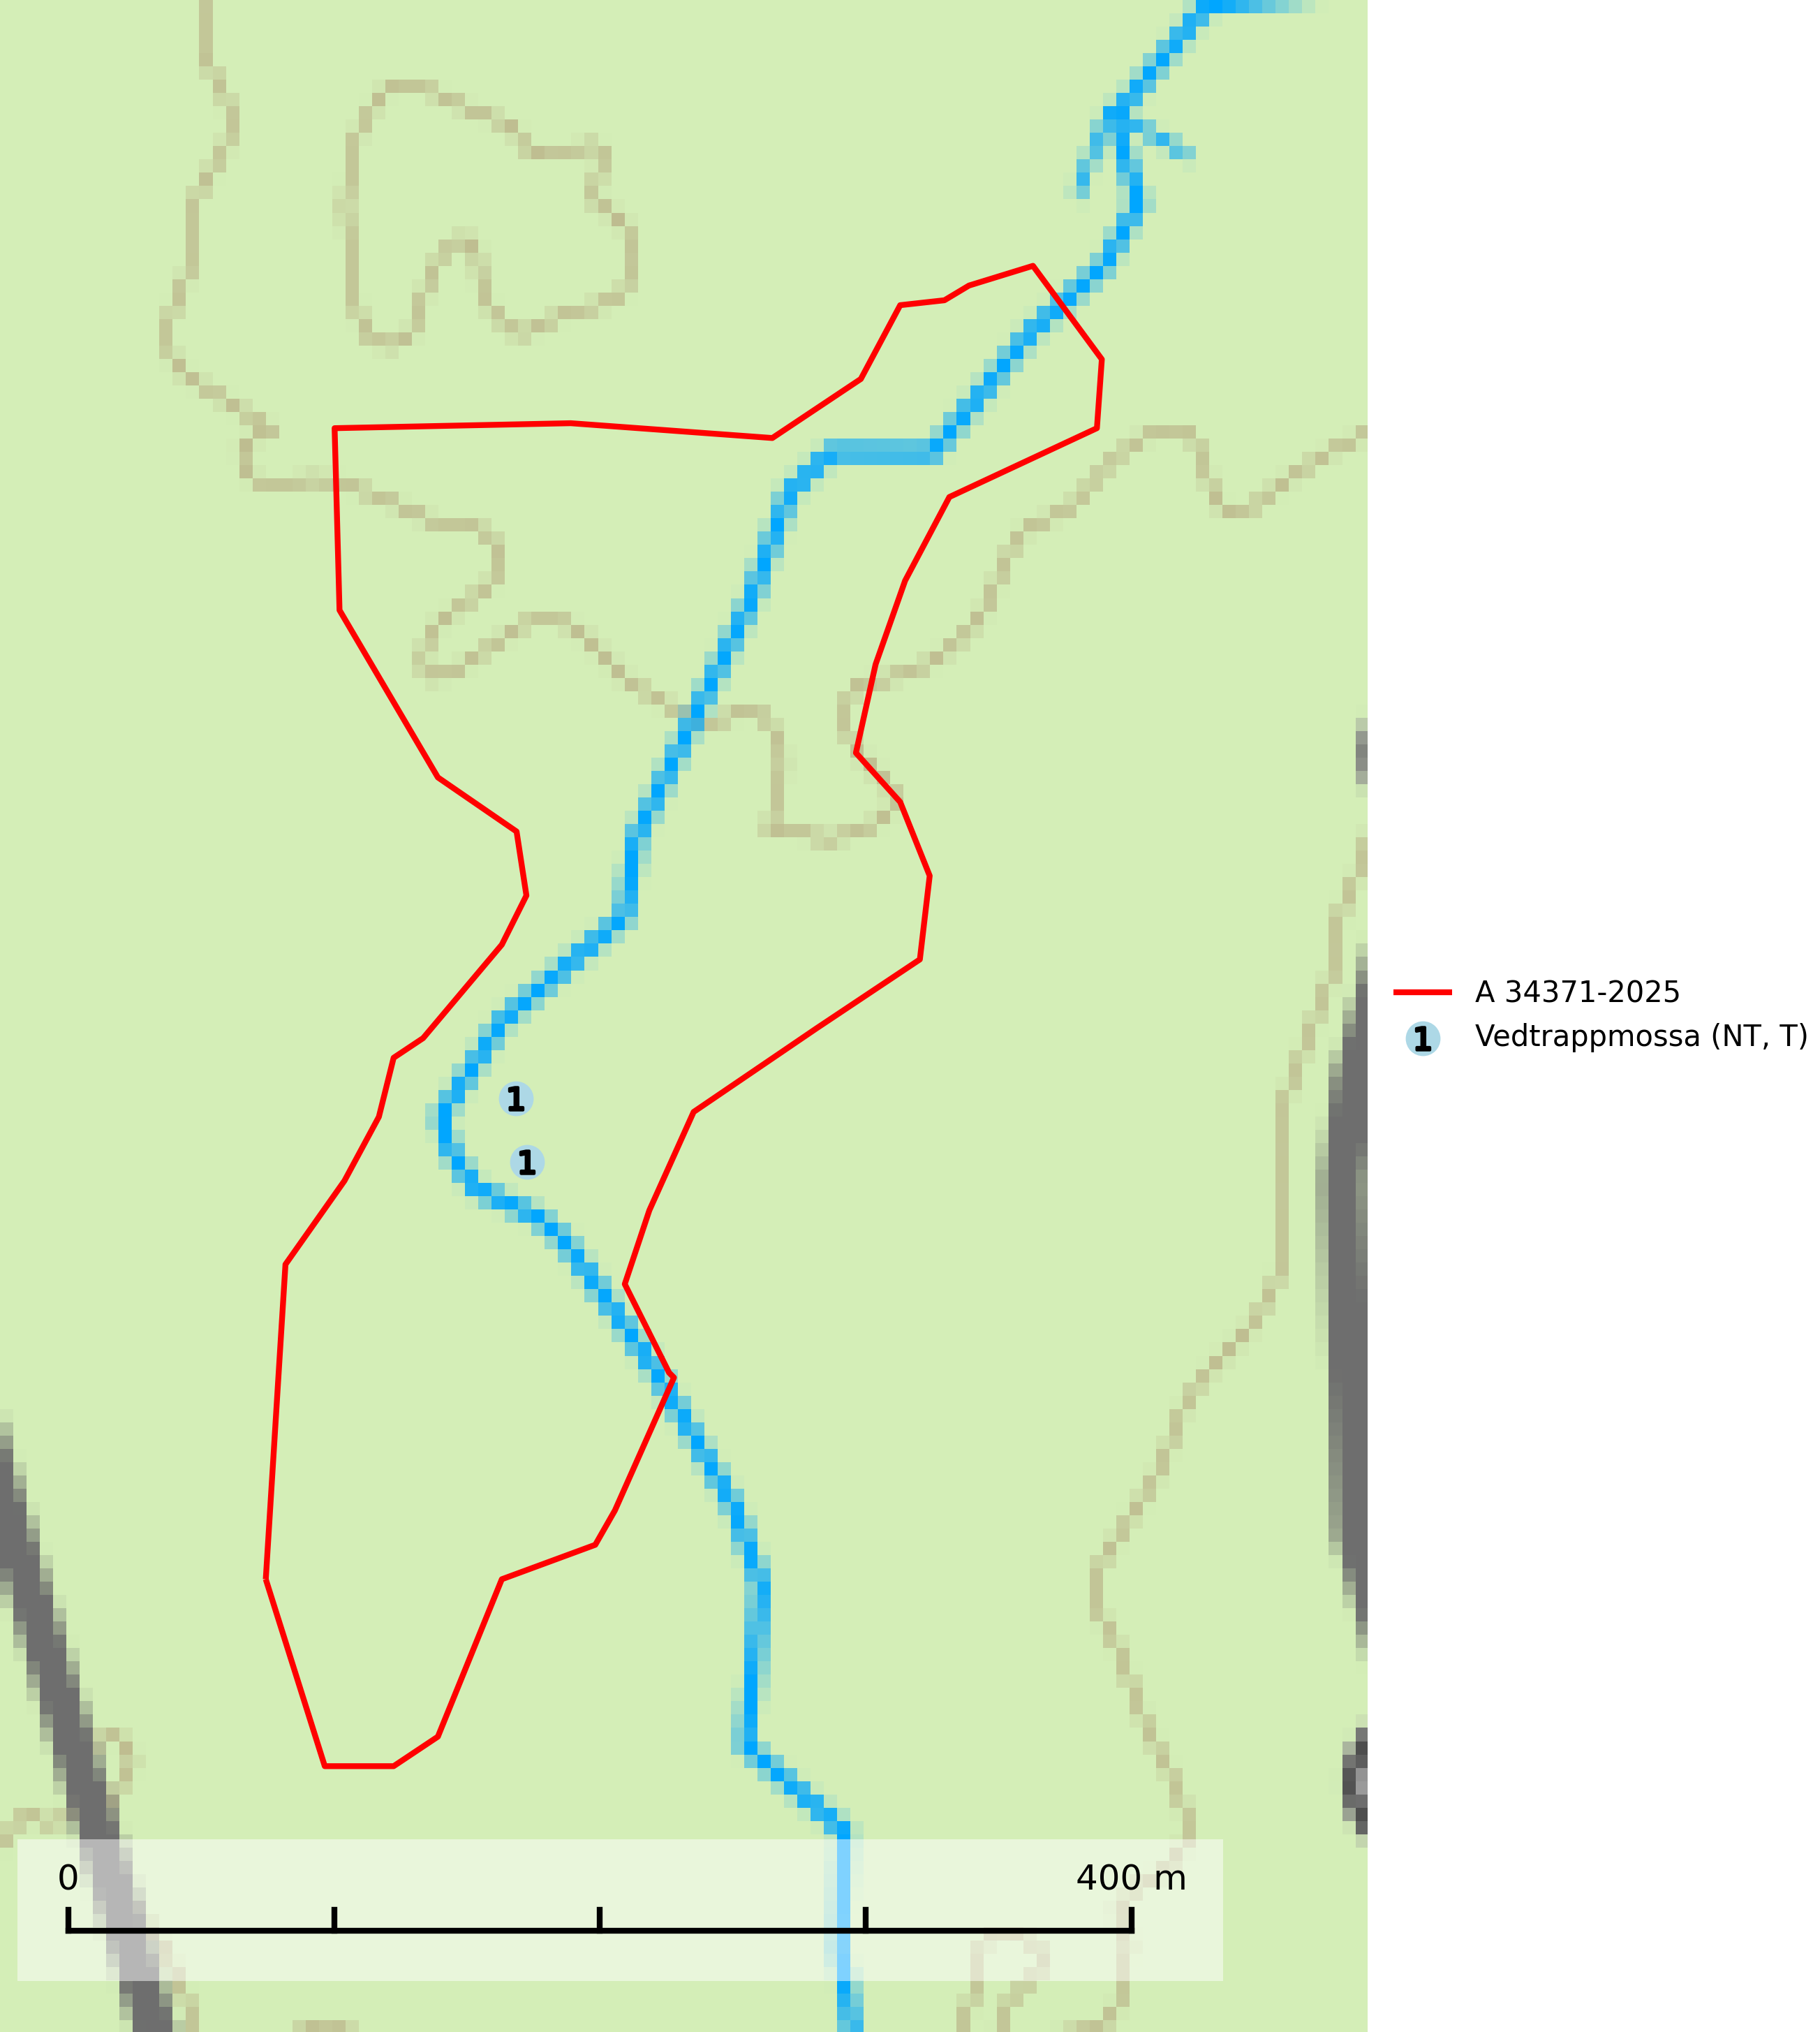 A 34371-2025
1 Vedtrappmossa (NT, T)
1
1
0 400 m